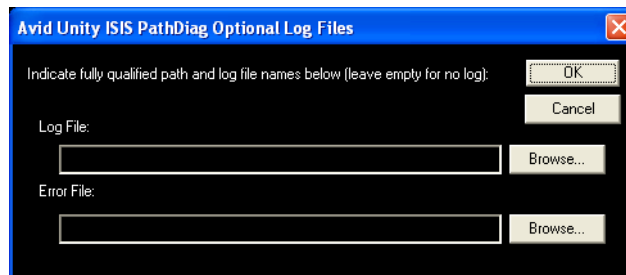 Avid Unity ISIS PathDiag Optional Log Files
Indicate fully qualified path and log file names below (leave empty for no log):
OK
Cancel
Log File:
Browse...
Error File:
Browse...